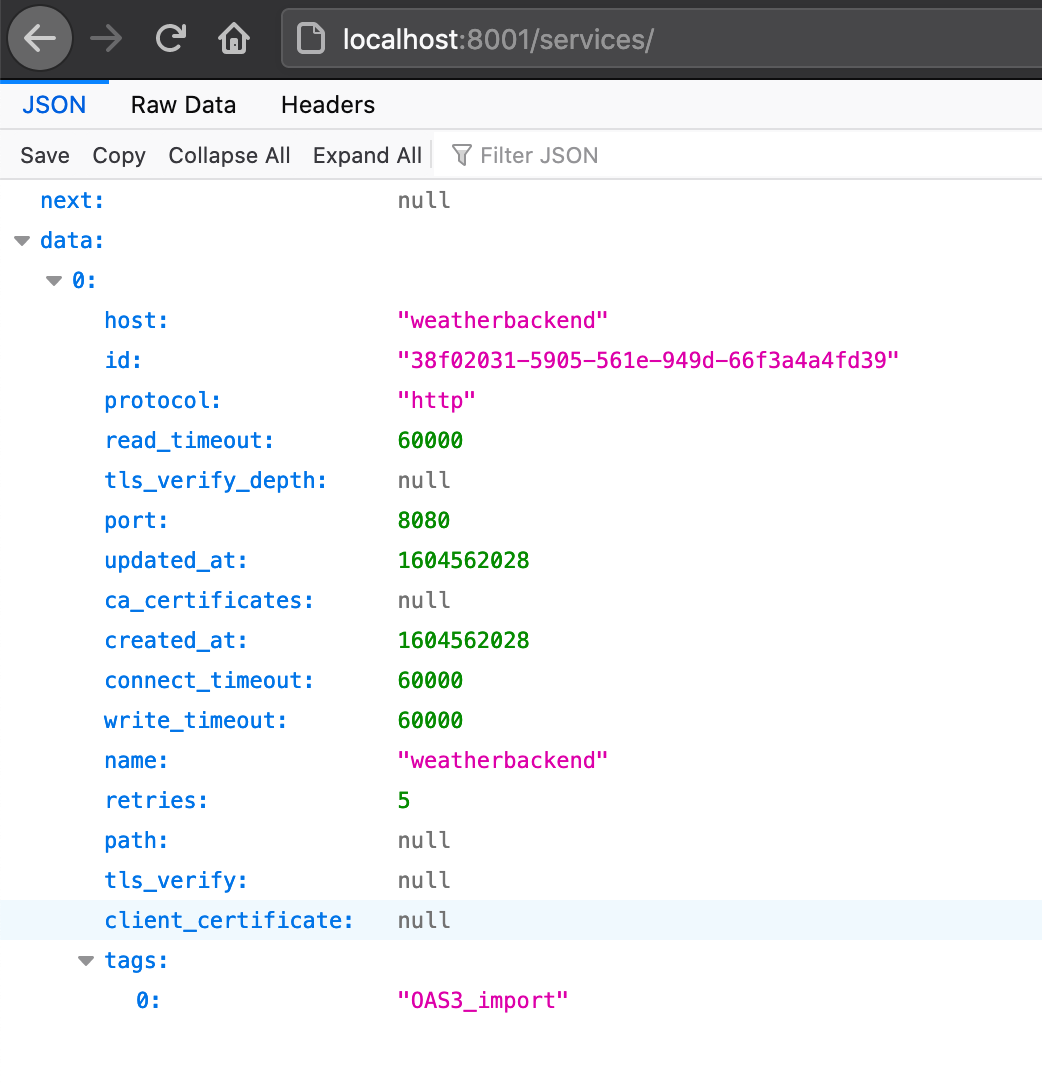 localhost:8001/services/
JSON Raw Data Headers
Save Copy Collapse All Expand All Filter JSON
next: null
data:
0:
host: "weatherbackend"
id: "38f02031-5905-561e-949d-66f3a4a4fd39"
protocol: "http"
read_timeout: 60000
tls_verify_depth: null
port: 8080
updated_at: 1604562028
ca_certificates: null
created_at: 1604562028
connect_timeout: 60000
write_timeout: 60000
name: "weatherbackend"
retries: 5
path: null
tls_verify: null
client_certificate: null
tags:
0: "OAS3_import"